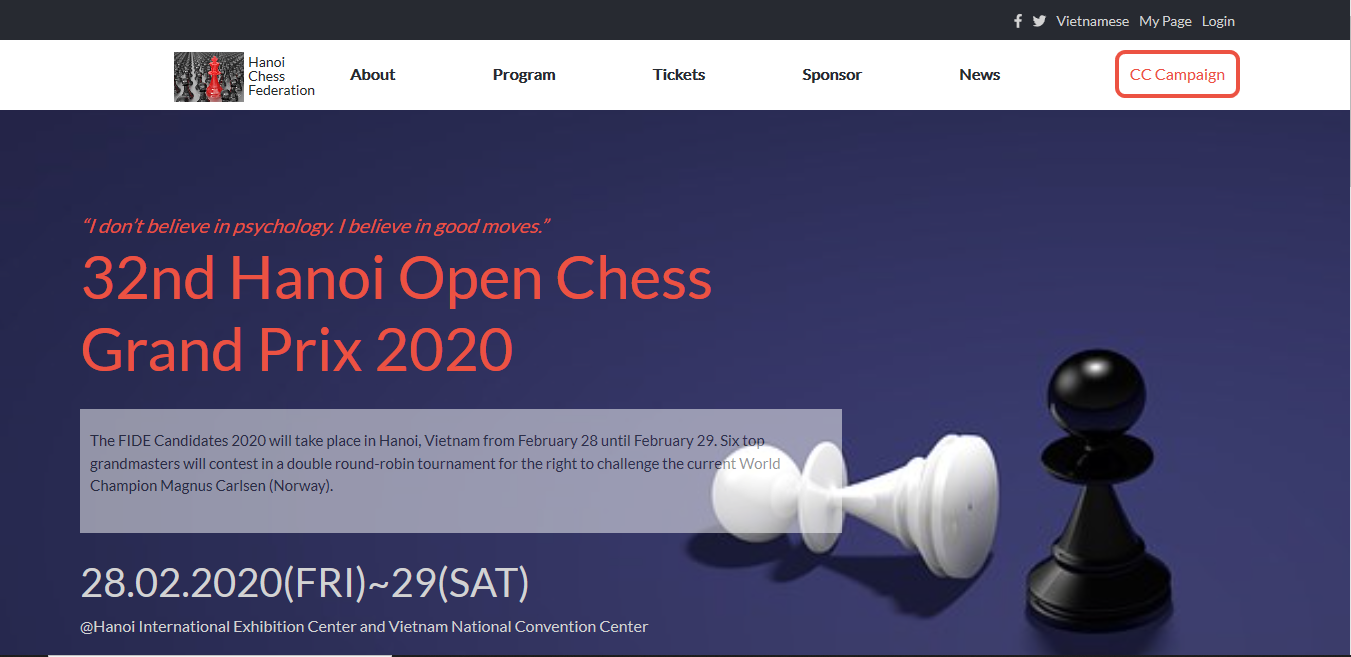 Vietnamese My Page Login
Hanoi
Chess
Federation
About Program Tickets Sponsor News CC Campaign
“I don’t believe in psychology. I believe in good moves.”
32nd Hanoi Open Chess
Grand Prix 2020
The FIDE Candidates 2020 will take place in Hanoi, Vietnam from February 28 until February 29. Six top
grandmasters will contest in a double round-robin tournament for the right to challenge the current World
Champion Magnus Carlsen (Norway).
28.02.2020(FRI)~29(SAT)
@Hanoi International Exhibition Center and Vietnam National Convention Center